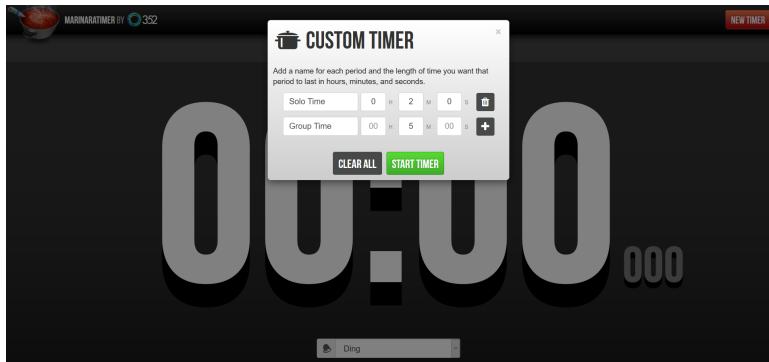 MARINARATIMER BY 352
NEW TIMER
CUSTOM TIMER
×
Add a name for each period and the length of time you want that
period to last in hours, minutes, and seconds.
Solo Time 0 H 2 M 0 S
Group Time 00 H 5 M 00 S
CLEAR ALL START TIMER
00:00 000
Ding